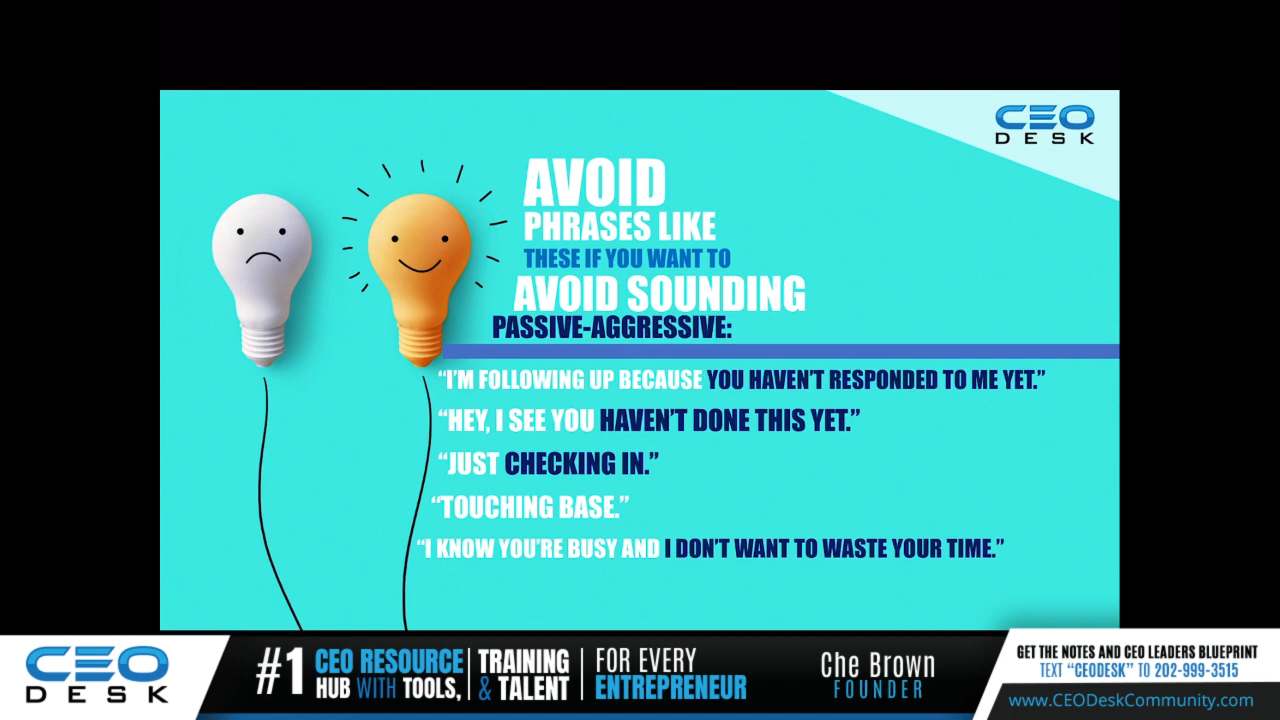 CEO
DESK
AVOID
PHRASES LIKE
THESE IF YOU WANT TO
AVOID SOUNDING
PASSIVE-AGGRESSIVE:
“I’M FOLLOWING UP BECAUSE YOU HAVEN’T RESPONDED TO ME YET.”
“HEY, I SEE YOU HAVEN’T DONE THIS YET.”
“JUST CHECKING IN.”
“TOUCHING BASE.”
“I KNOW YOU’RE BUSY AND I DON’T WANT TO WASTE YOUR TIME.”
CEO
DESK
#1 CEO RESOURCE
HUB WITH TOOLS,
TRAINING
& TALENT
FOR EVERY
ENTREPRENEUR
Che Brown
FOUNDER
GET THE NOTES AND CEO LEADERS BLUEPRINT
TEXT “CEODESK” TO 202-999-3515
www.CEODeskCommunity.com